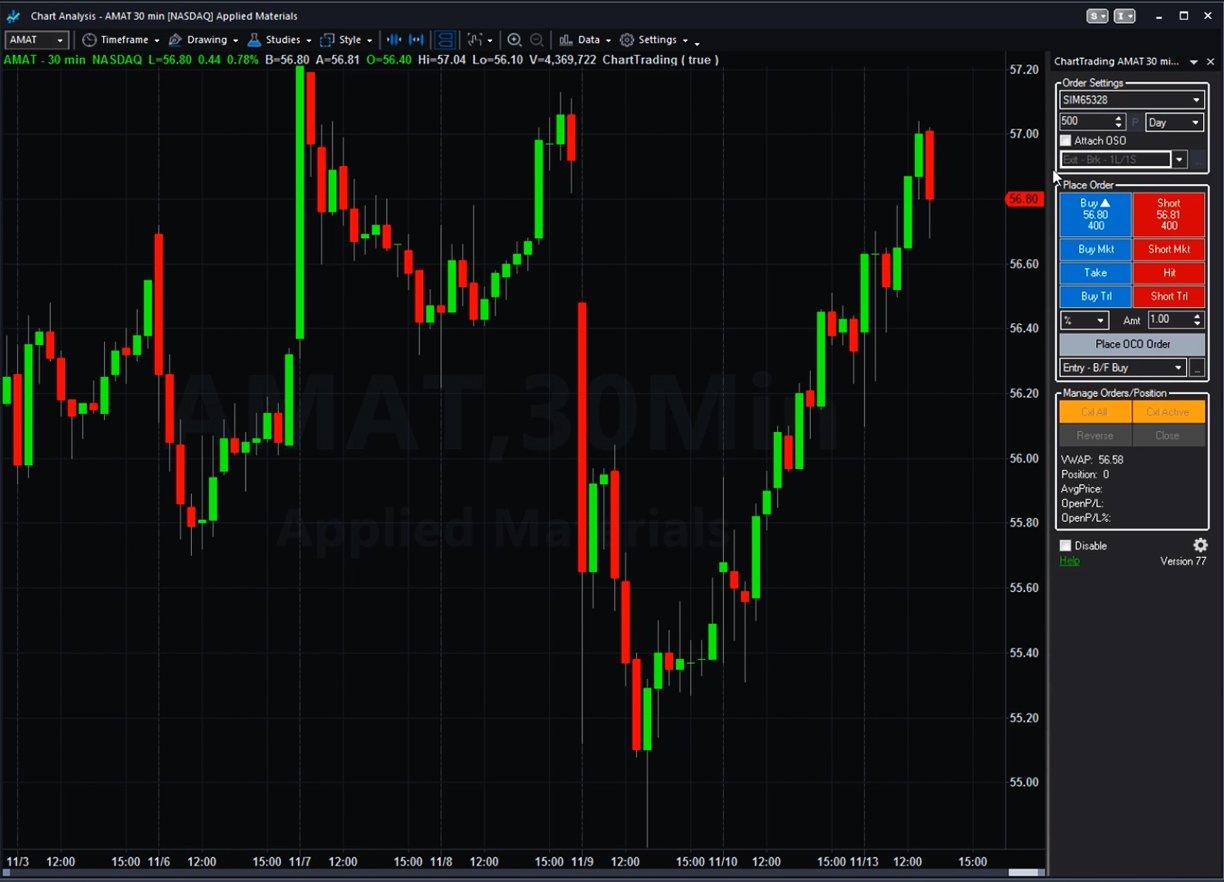 Chart Analysis - AMAT 30 min [NASDAQ] Applied Materials
S I
AMAT Timeframe Drawing Studies Style Data Settings
AMAT - 30 min NASDAQ L=56.80 0.44 0.78% B=56.80 A=56.81 O=56.40 Hi=57.04 Lo=56.10 V=4,369,722 ChartTrading ( true )
57.20
57.00
56.80
56.60
56.40
56.20
56.00
55.80
55.60
55.40
55.20
55.00
AMAT,30Min
Applied Materials
11/3 12:00 15:00 11/6 12:00 15:00 11/7 12:00 15:00 11/8 12:00 15:00 11/9 12:00 15:00 11/10 12:00 15:00 11/13 12:00 15:00
ChartTrading AMAT 30 mi...
Order Settings
SIM65328
500 P Day
Attach OSO
Ext - Brk - 1L/1S ...
Place Order
Buy Short
56.80 56.81
400 400
Buy Mkt Short Mkt
Take Hit
Buy Trl Short Trl
% Amt 1.00
Place OCO Order
Entry - B/F Buy ...
Manage Orders/Position
Cxl All Cxl Active
Reverse Close
VWAP: 56.58
Position: 0
AvgPrice:
OpenP/L:
OpenP/L%:
Disable
Help Version 77